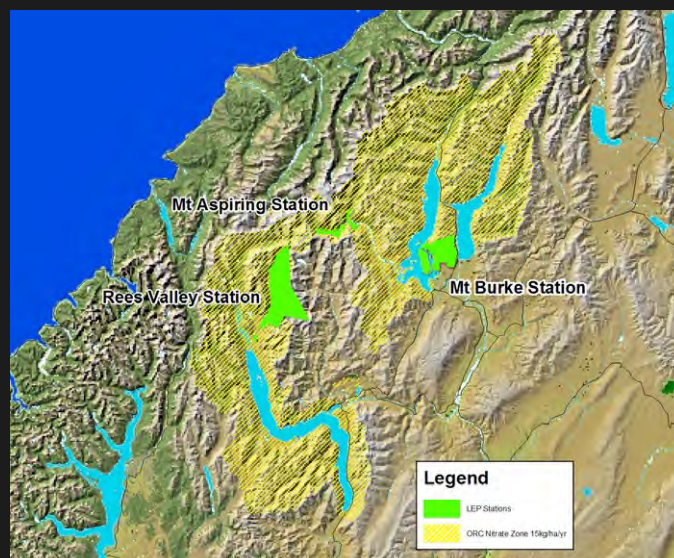 Mt Aspiring Station
Rees Valley Station
Mt Burke Station
Legend
LEP Stations
ORC Nitrate Zone 15kg/ha/yr